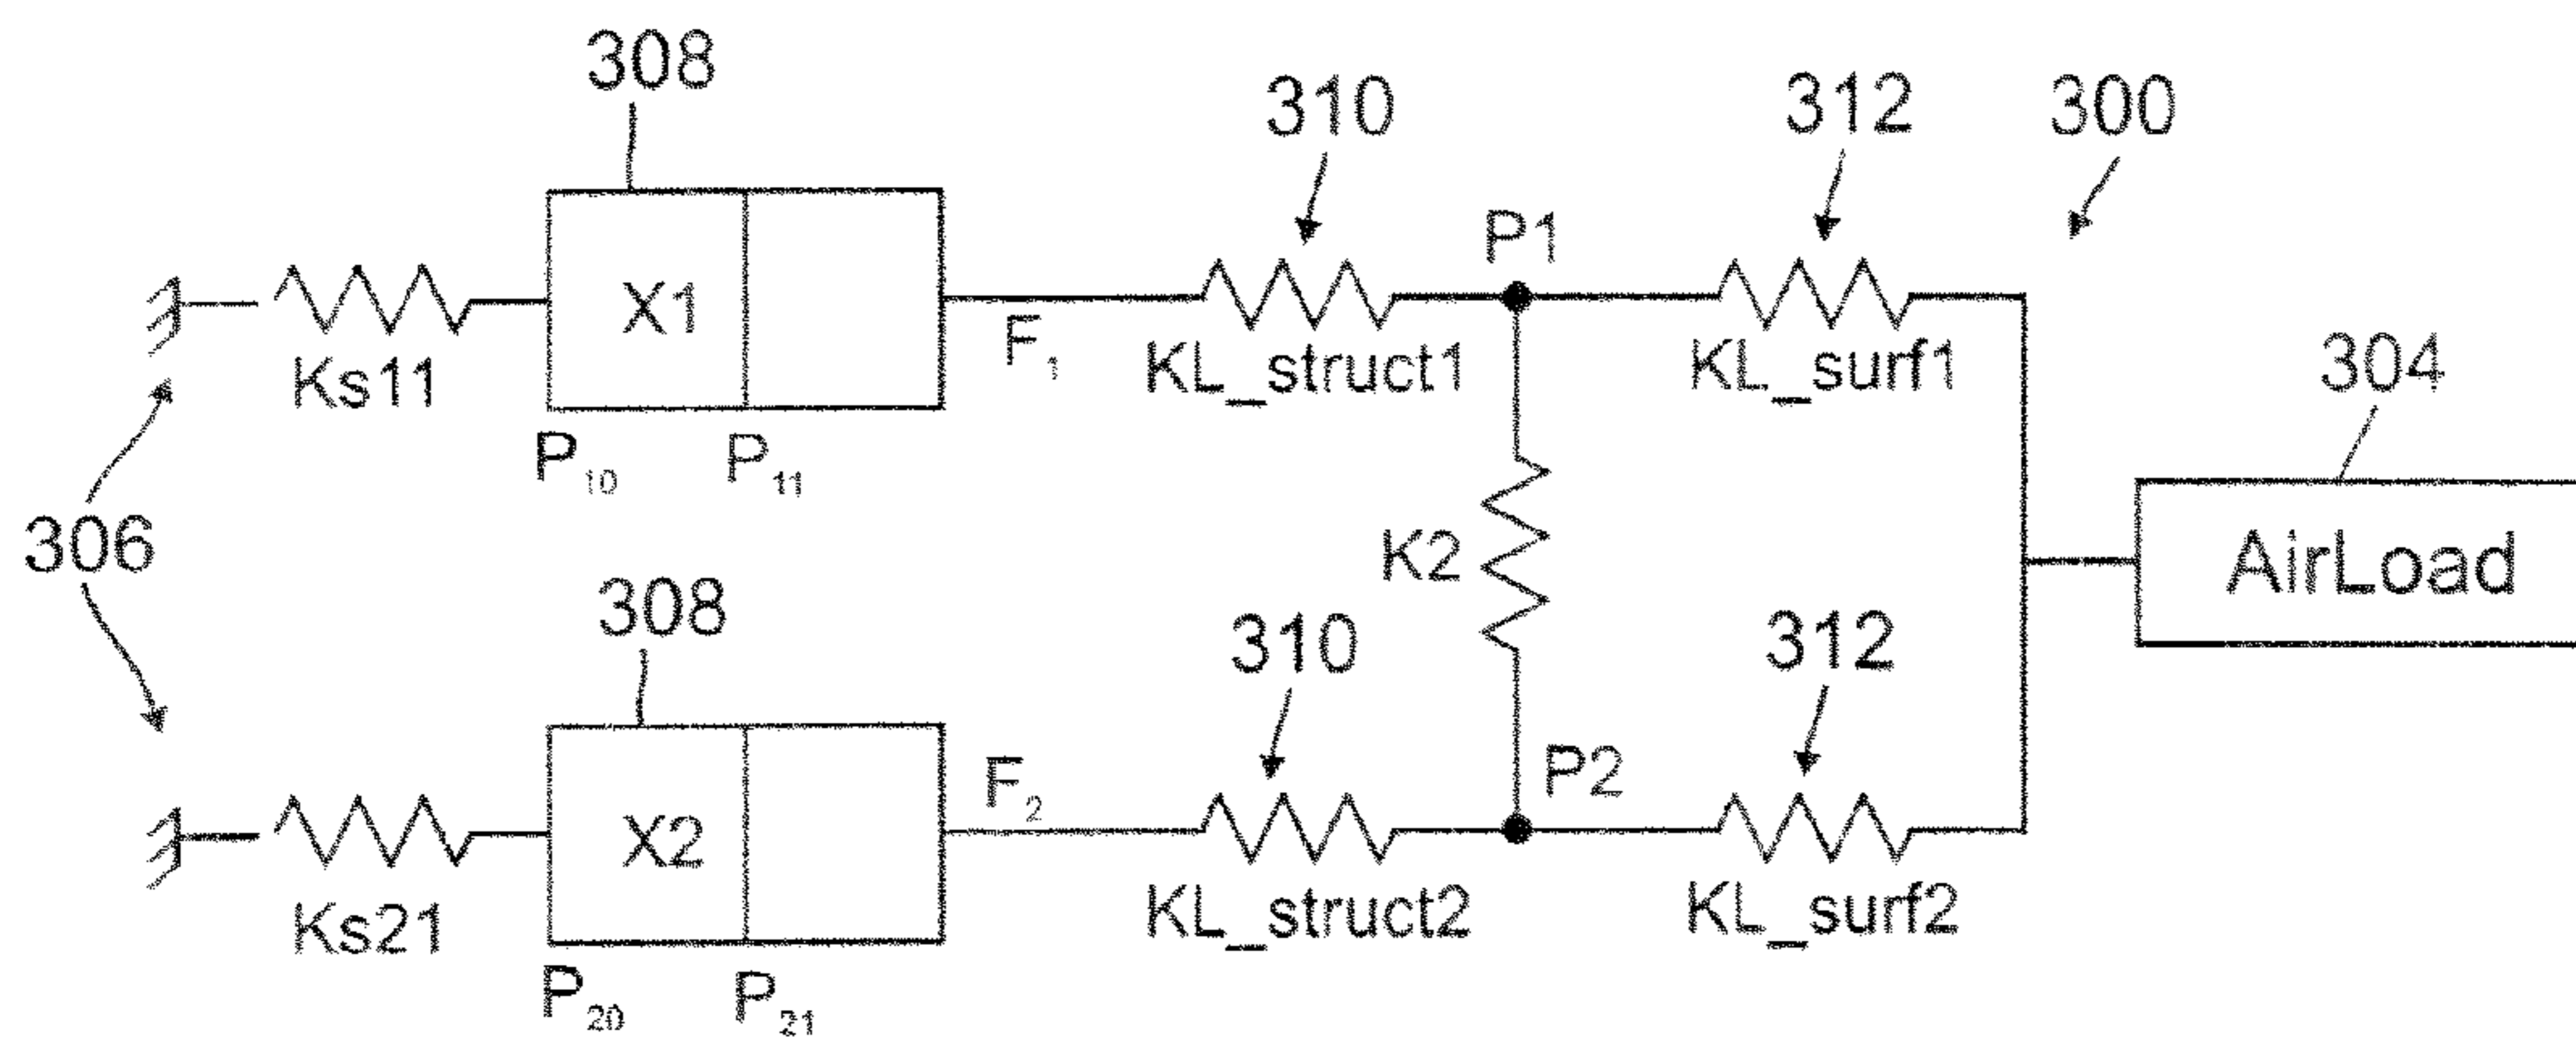 308
310
312
300
P1
X1
F₁
Ks11
KL_struct1
KL_surf1
304
P₁₀
P₁₁
306
K2
AirLoad
308
310
312
P2
F₂
X2
Ks21
KL_struct2
KL_surf2
P₂₀
P₂₁